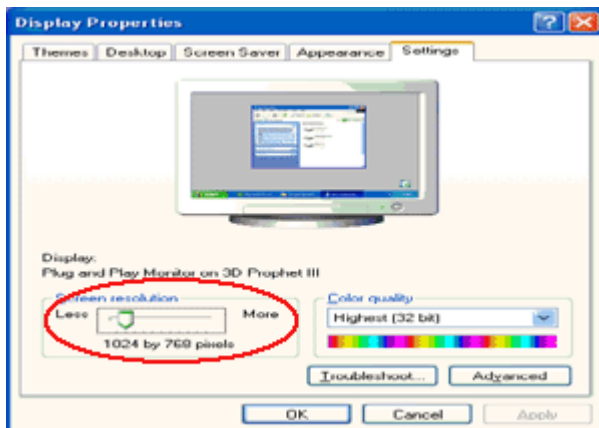 Display Properties
Themes Desktop Screen Saver Appearance Settings
Display:
Plug and Play Monitor on 3D Prophet III
Screen resolution
Less More
1024 by 768 pixels
Color quality
Highest (32 bit)
Troubleshoot... Advanced
OK Cancel Apply